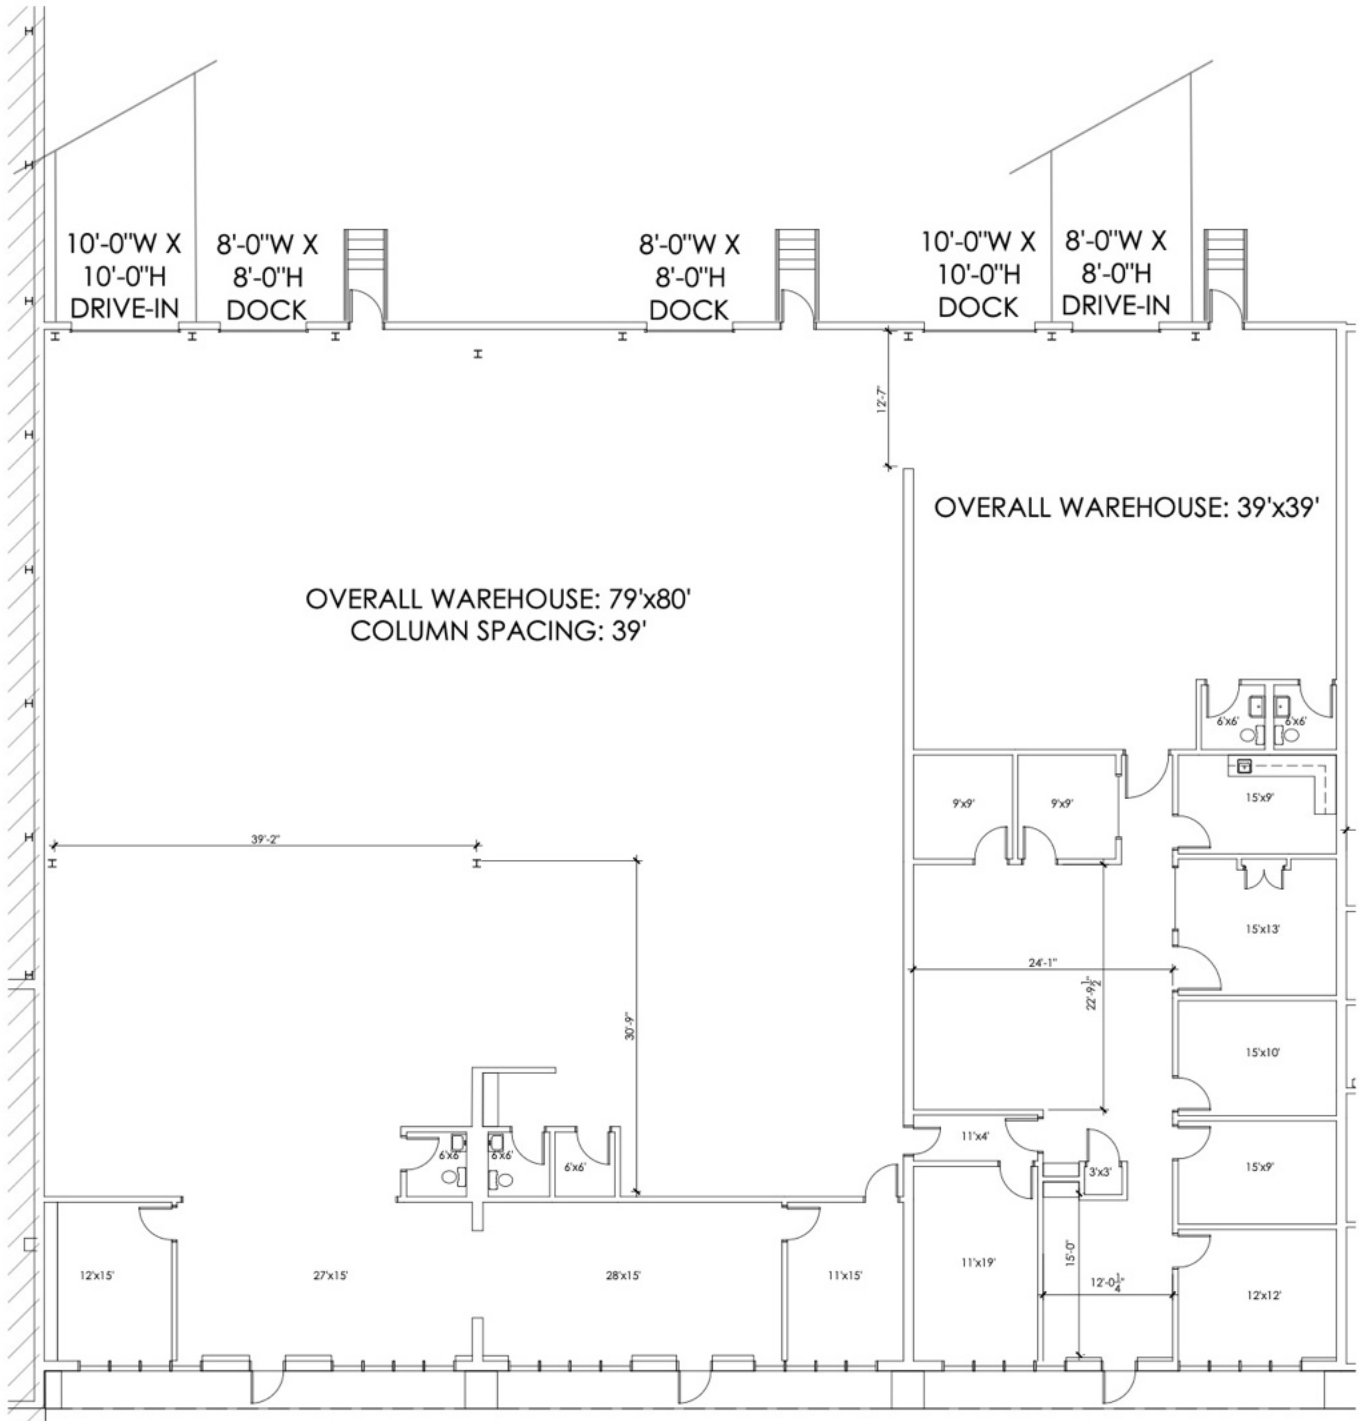 10'-0"W X
10'-0"H
DRIVE-IN
8'-0"W X
8'-0"H
DOCK
8'-0"W X
8'-0"H
DOCK
10'-0"W X
10'-0"H
DOCK
8'-0"W X
8'-0"H
DRIVE-IN
12'-7"
OVERALL WAREHOUSE: 39'x39'
OVERALL WAREHOUSE: 79'x80'
COLUMN SPACING: 39'
6'x6'
6'x6'
9'x9'
9'x9'
15'x9'
39'-2"
15'x13'
24'-1"
22'-9 1/2"
30'-9"
15'x10'
11'x4'
6'x6'
6'x6'
6'x6'
3'x3'
15'x9'
15'-0"
12'x15'
27'x15'
28'x15'
11'x15'
11'x19'
12'-0 1/4"
12'x12'